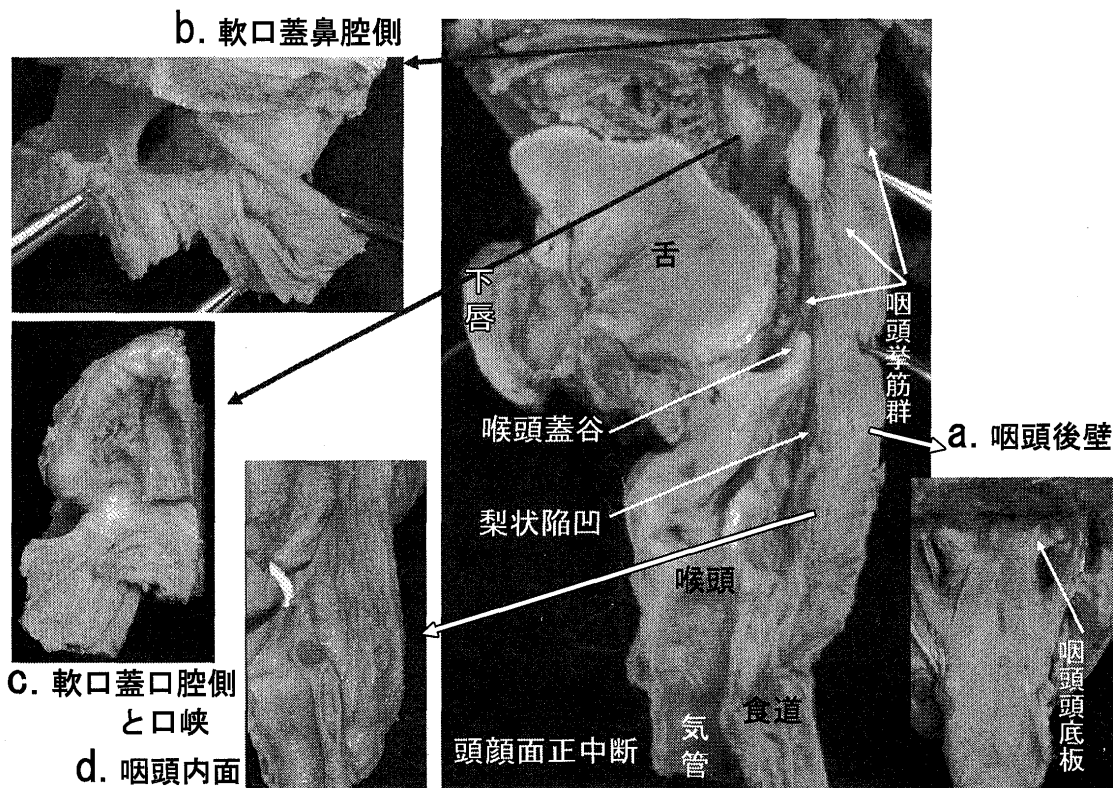 b. 軟口蓋鼻腔側
舌
下唇
咽頭挙筋群
喉頭蓋谷
a. 咽頭後壁
梨状陥凹
喉頭
咽頭頭底板
c. 軟口蓋口腔側
と口峡
食道
気管
頭顔面正中断
d. 咽頭内面